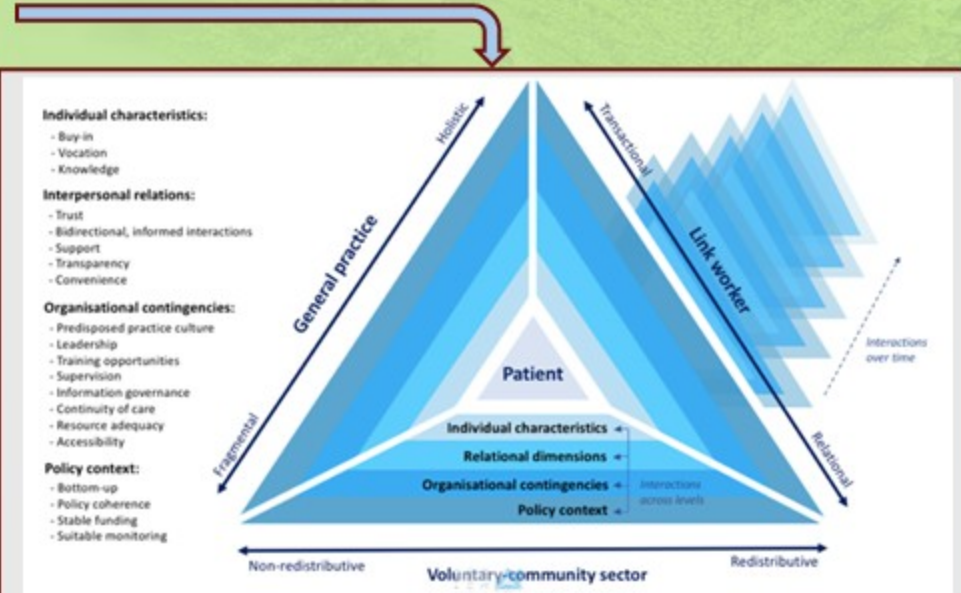 Individual characteristics:
- Buy-in
- Vocation
- Knowledge
Interpersonal relations:
- Trust
- Bidirectional, informed interactions
- Support
- Transparency
- Convenience
Organisational contingencies:
- Predisposed practice culture
- Leadership
- Training opportunities
- Supervision
- Information governance
- Continuity of care
- Resource adequacy
- Accessibility
Policy context:
- Bottom-up
- Policy coherence
- Stable funding
- Suitable monitoring
Holistic
General practice
Fragmental
Transactional
Link worker
Relational
Interactions
over time
Patient
Individual characteristics
Relational dimensions
Organisational contingencies
Policy context
Interactions
across levels
Non-redistributive
Voluntary-community sector
Redistributive